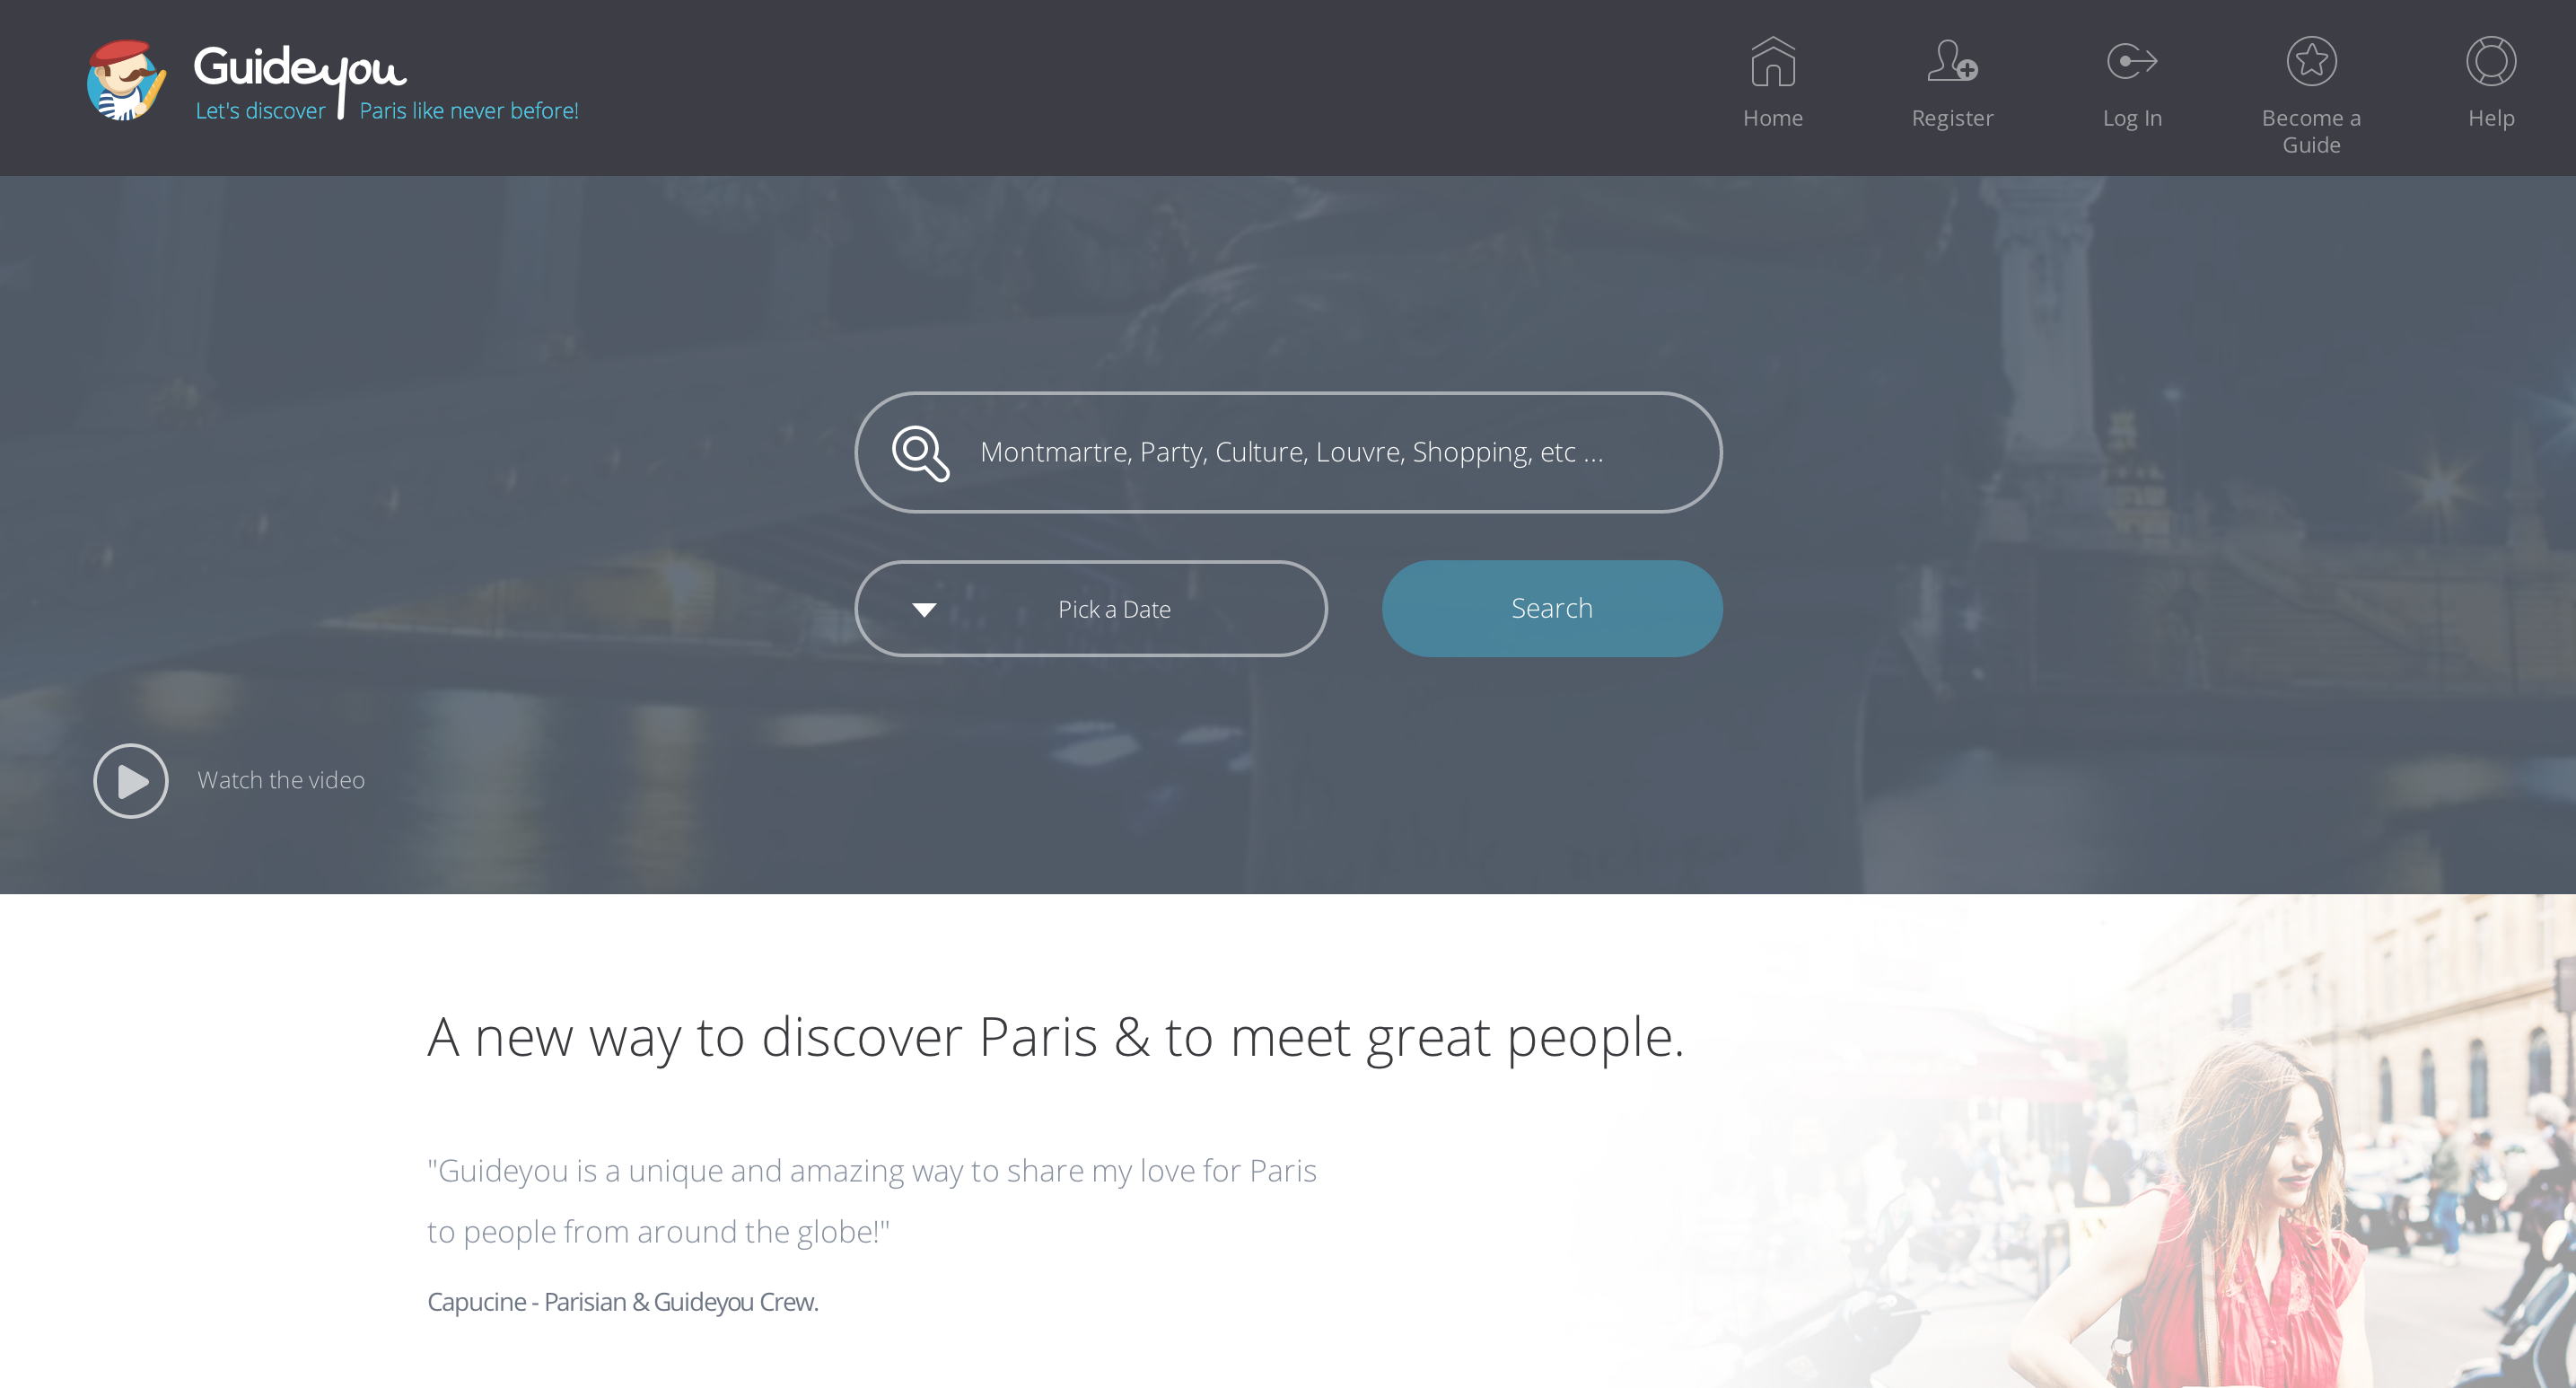 Guideyou
Let's discover Paris like never before!
Home
Register
Log In
Become a
Guide
Help
Montmartre, Party, Culture, Louvre, Shopping, etc ...
Pick a Date
Search
Watch the video
A new way to discover Paris & to meet great people.
"Guideyou is a unique and amazing way to share my love for Paris
to people from around the globe!"
Capucine - Parisian & Guideyou Crew.